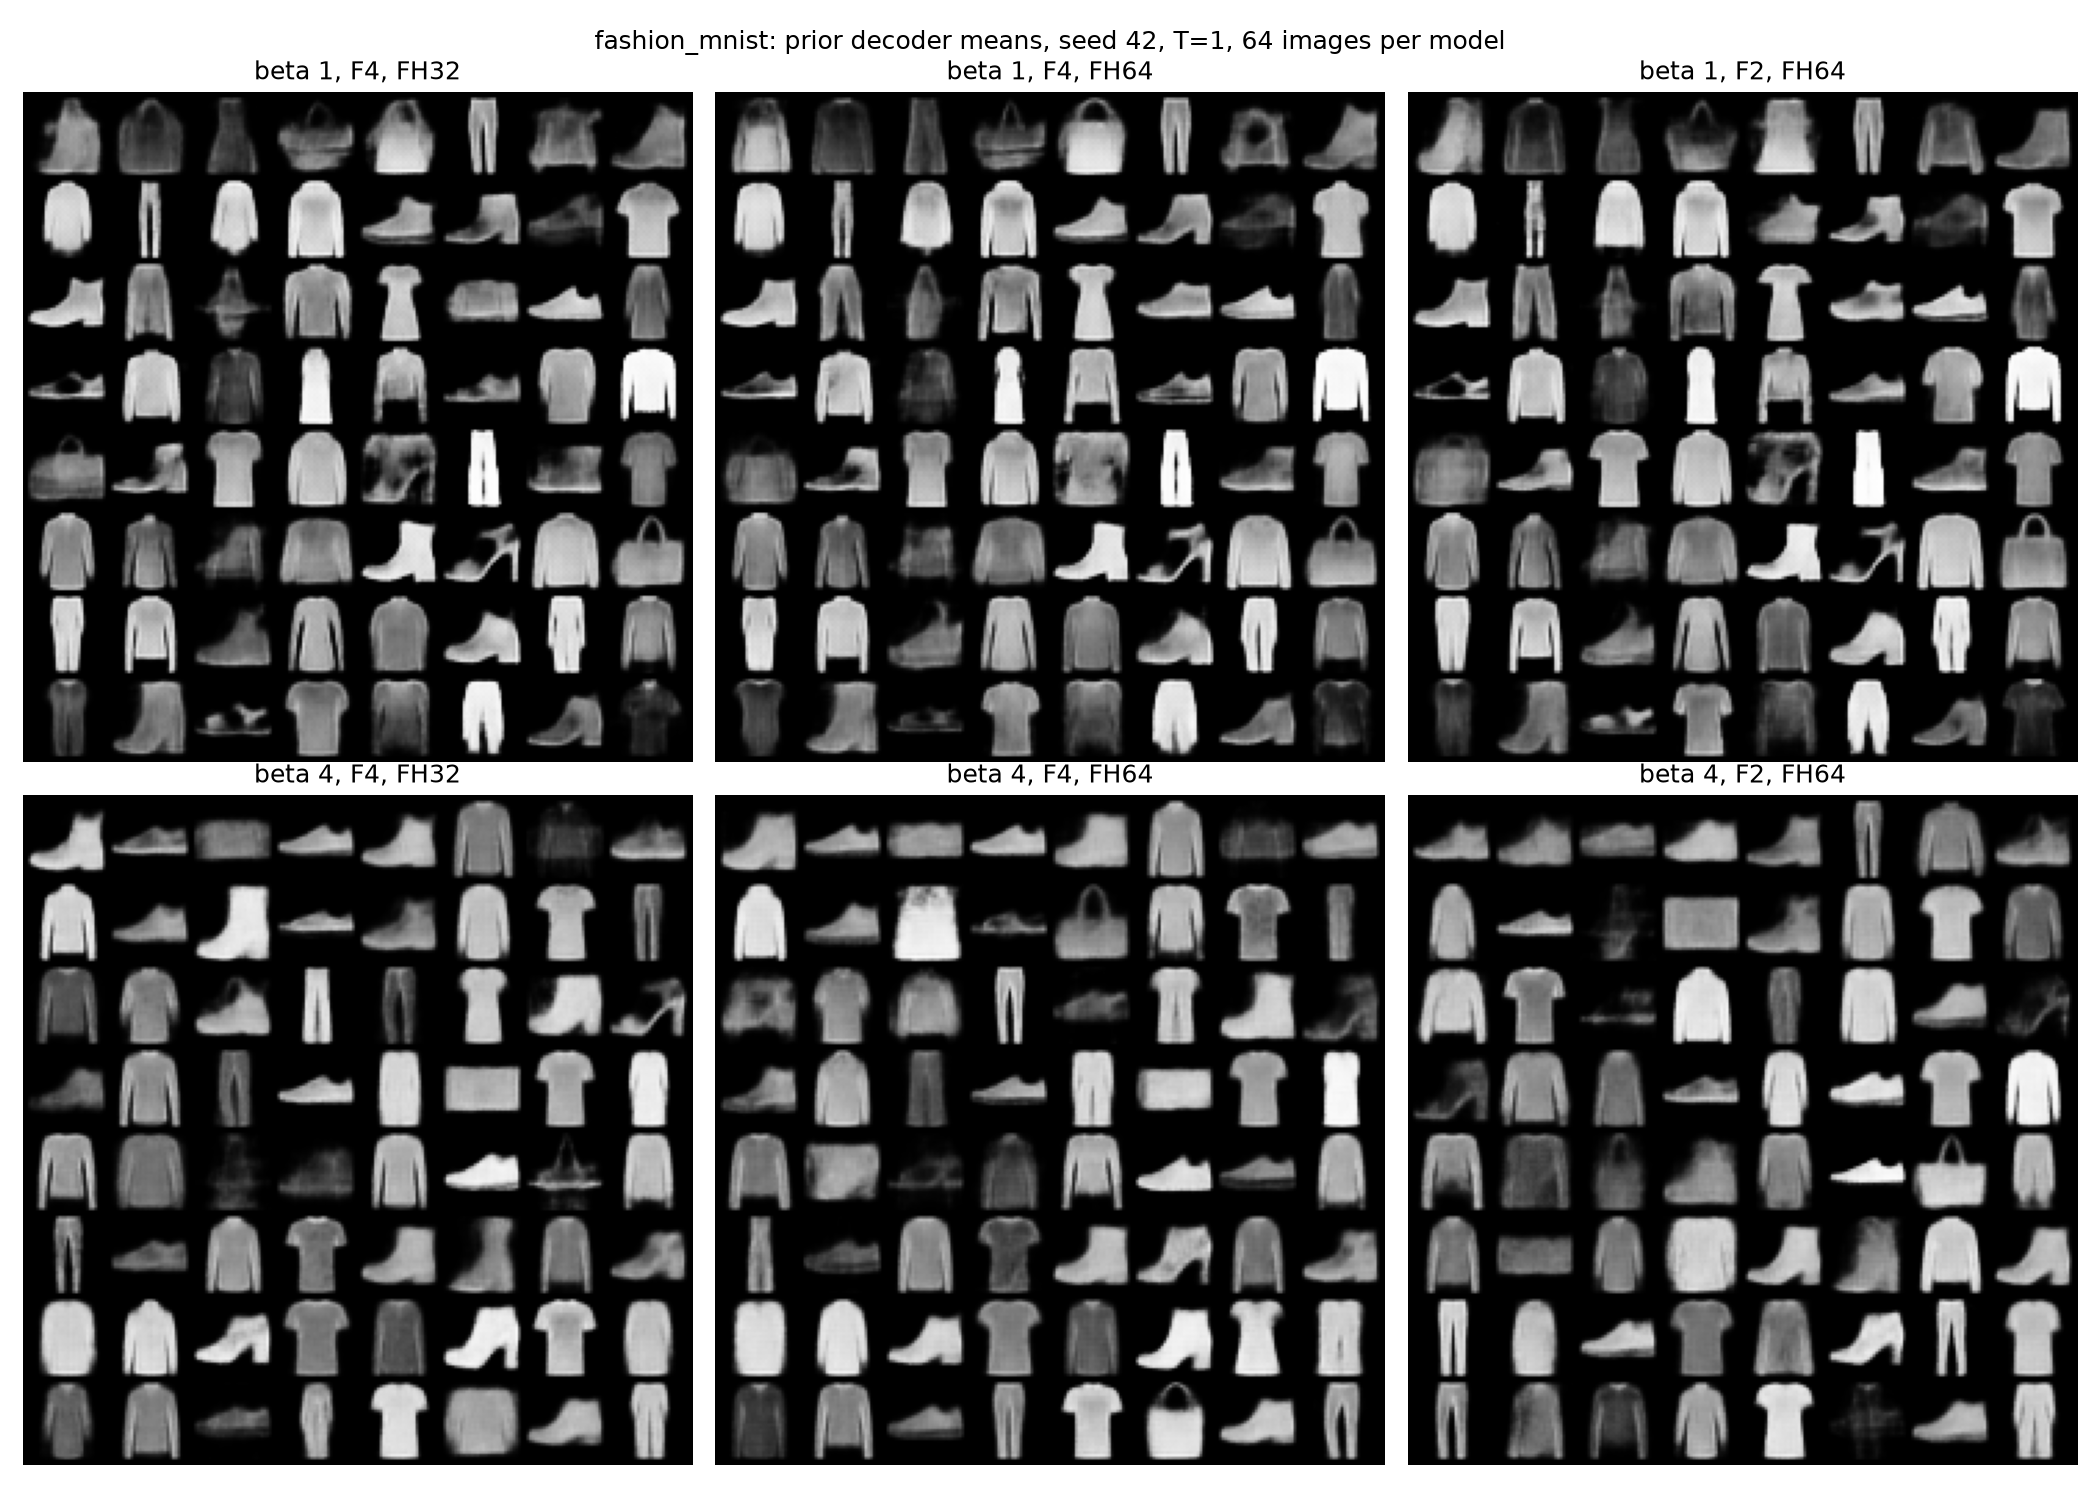 fashion_mnist: prior decoder means, seed 42, T=1, 64 images per model
beta 1, F4, FH32
beta 1, F4, FH64
beta 1, F2, FH64
beta 4, F4, FH32
beta 4, F4, FH64
beta 4, F2, FH64